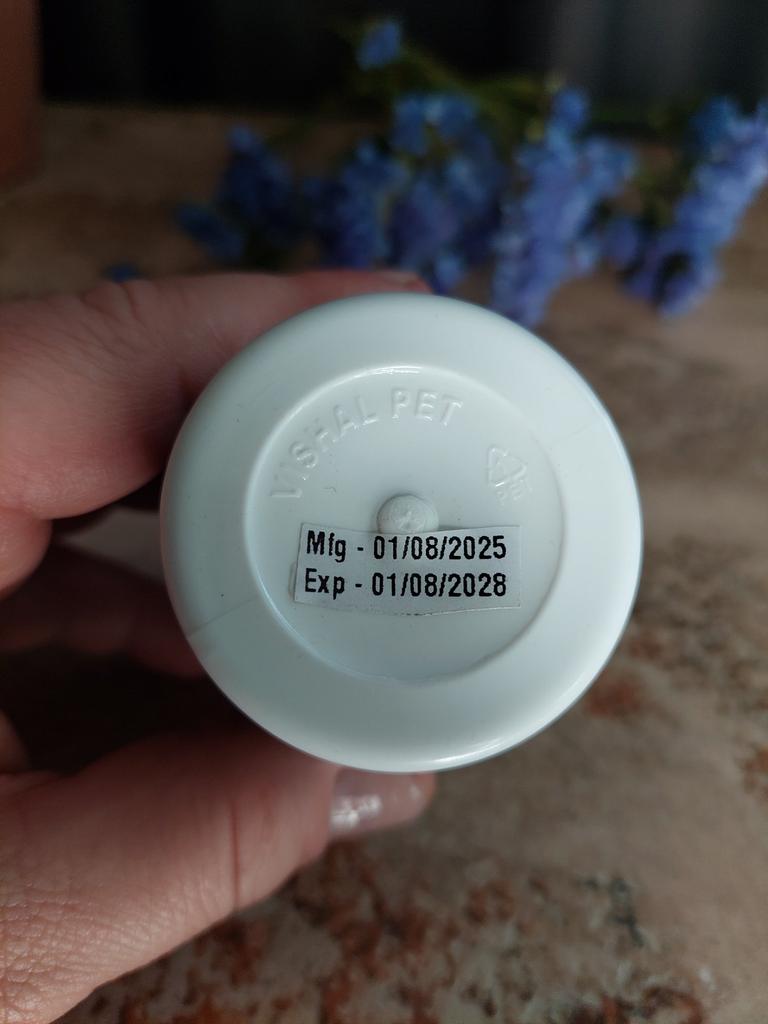 VISHAL PET
Mfg - 01/08/2025
Exp - 01/08/2028